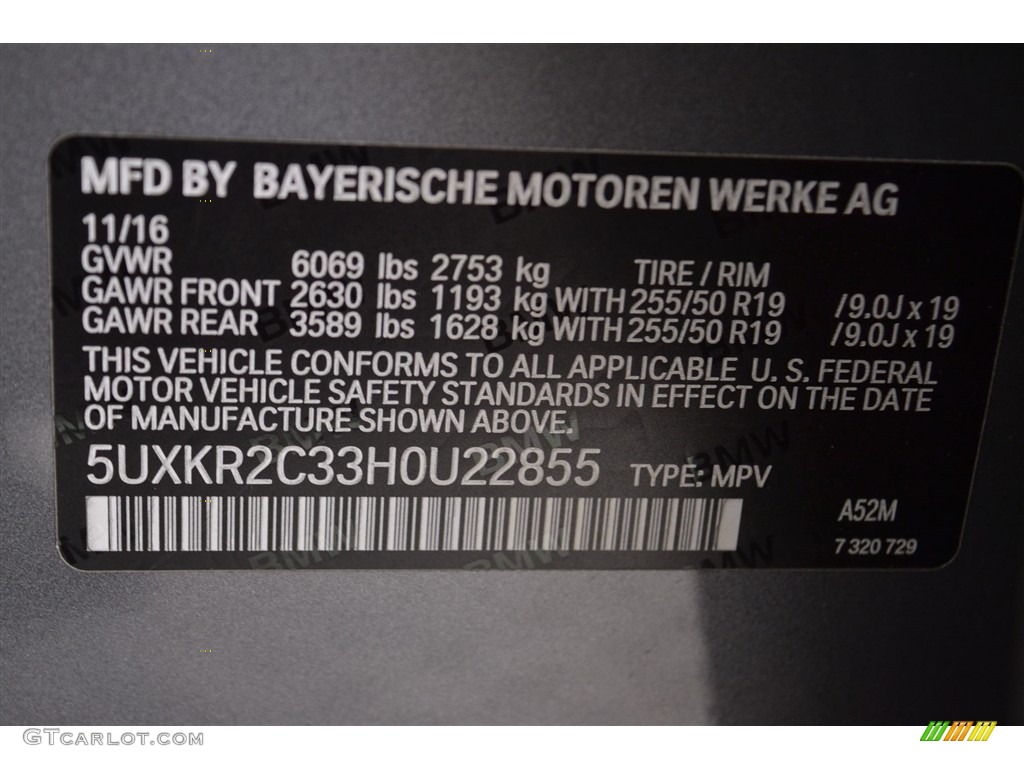 MFD BY BAYERISCHE MOTOREN WERKE AG
11/16
GVWR 6069 lbs 2753 kg TIRE / RIM
GAWR FRONT 2630 lbs 1193 kg WITH 255/50 R19 /9.0J x 19
GAWR REAR 3589 lbs 1628 kg WITH 255/50 R19 /9.0J x 19
THIS VEHICLE CONFORMS TO ALL APPLICABLE U. S. FEDERAL
MOTOR VEHICLE SAFETY STANDARDS IN EFFECT ON THE DATE
OF MANUFACTURE SHOWN ABOVE.
5UXKR2C33H0U22855 TYPE: MPV
A52M
7 320 729
GTCarLot.com